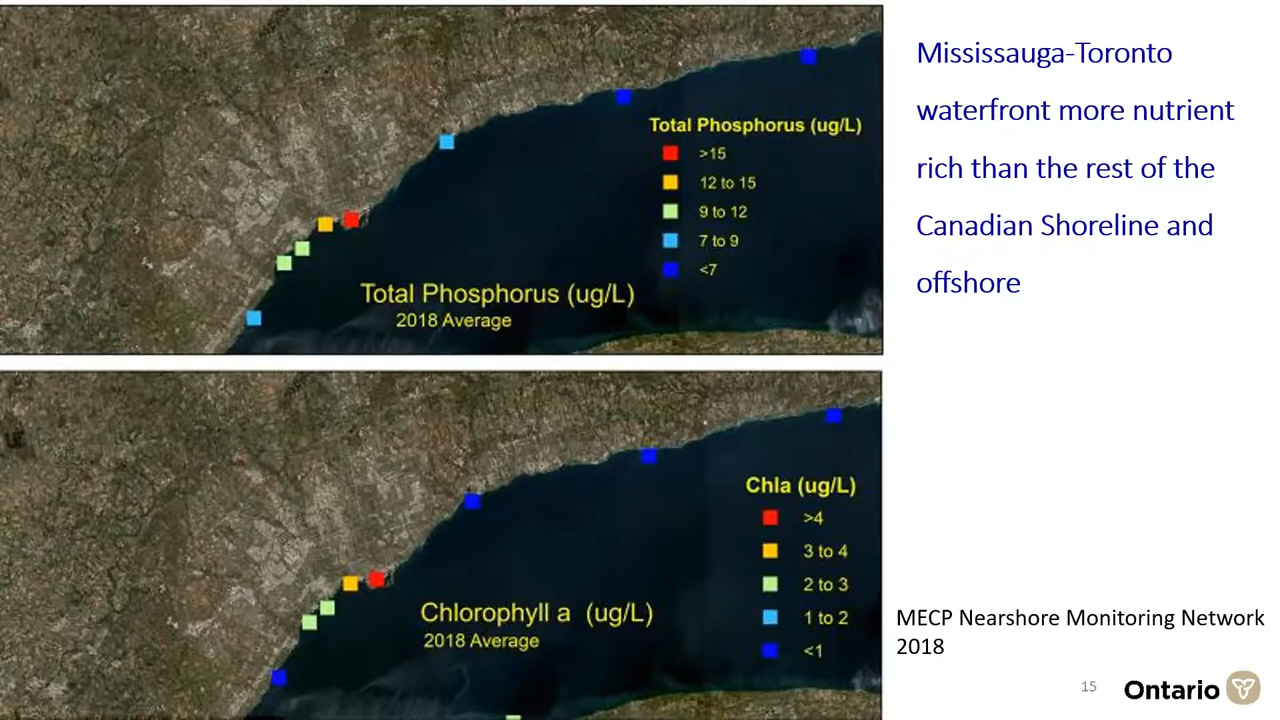 Mississauga-Toronto
waterfront more nutrient
rich than the rest of the
Canadian Shoreline and
offshore
Total Phosphorus (ug/L)
>15
12 to 15
9 to 12
7 to 9
<7
Total Phosphorus (ug/L)
2018 Average
Chla (ug/L)
>4
3 to 4
2 to 3
1 to 2
<1
Chlorophyll a (ug/L)
2018 Average
MECP Nearshore Monitoring Network
2018
15
Ontario